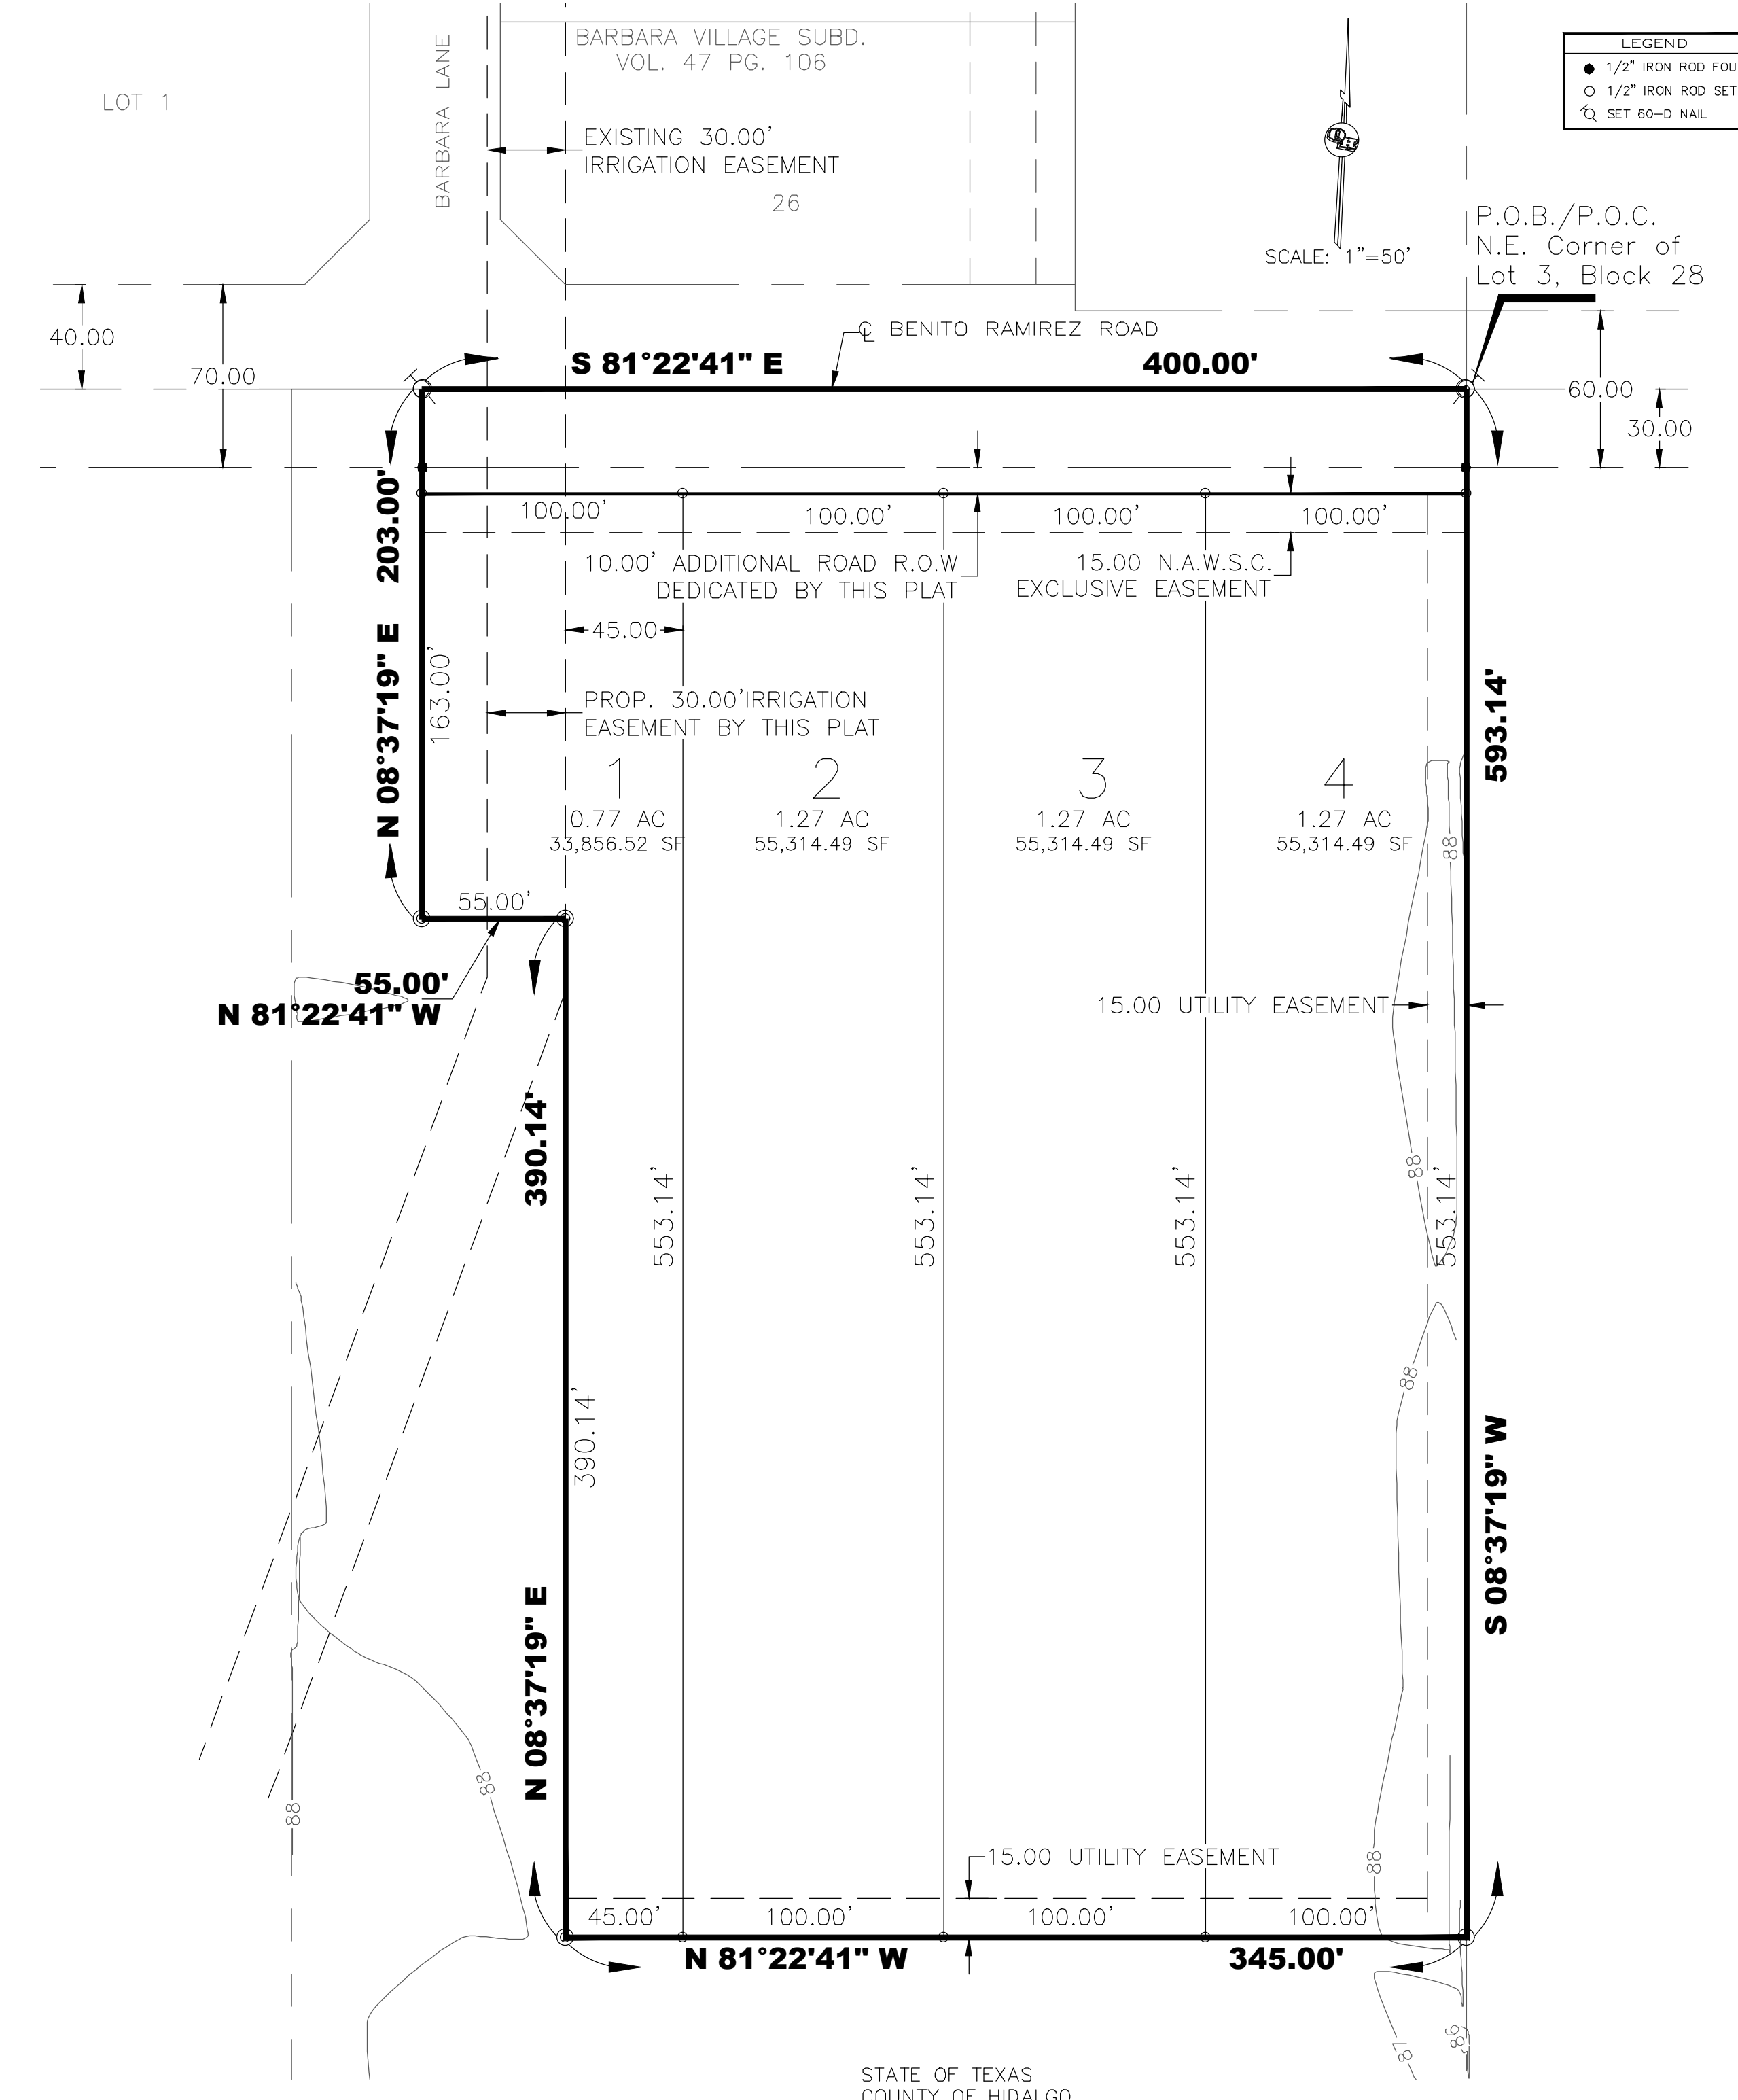 BARBARA VILLAGE SUBD.
VOL. 47 PG. 106
LOT 1
BARBARA LANE
EXISTING 30.00'
IRRIGATION EASEMENT
26
LEGEND
1/2" IRON ROD FOU
1/2" IRON ROD SET
SET 60-D NAIL
SCALE: 1"=50'
P.O.B./P.O.C.
N.E. Corner of
Lot 3, Block 28
40.00
70.00
℄ BENITO RAMIREZ ROAD
S 81°22'41" E
400.00'
60.00
30.00
100.00'
100.00'
100.00'
100.00'
10.00' ADDITIONAL ROAD R.O.W
DEDICATED BY THIS PLAT
15.00 N.A.W.S.C.
EXCLUSIVE EASEMENT
45.00
N 08°37'19" E 203.00'
163.00'
PROP. 30.00'IRRIGATION
EASEMENT BY THIS PLAT
593.14'
1
0.77 AC
33,856.52 SF
2
1.27 AC
55,314.49 SF
3
1.27 AC
55,314.49 SF
4
1.27 AC
55,314.49 SF
88
55.00'
55.00'
N 81°22'41" W
15.00 UTILITY EASEMENT
390.14'
553.14'
553.14'
553.14'
553.14'
88
88
390.14'
N 08°37'19" E
S 08°37'19" W
88
88
88
15.00 UTILITY EASEMENT
45.00'
100.00'
100.00'
100.00'
N 81°22'41" W
345.00'
87
86
STATE OF TEXAS
COUNTY OF HIDALGO